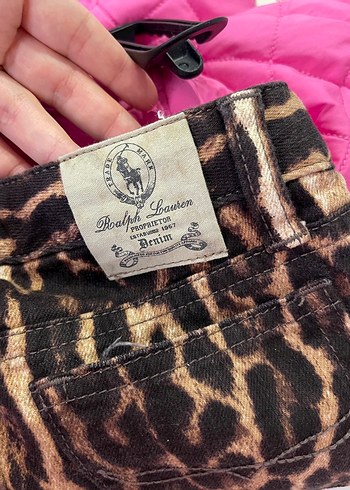 TRADE MARK
Ralph Lauren
PROPRIETOR
ESTABLISHED 1967
Denim